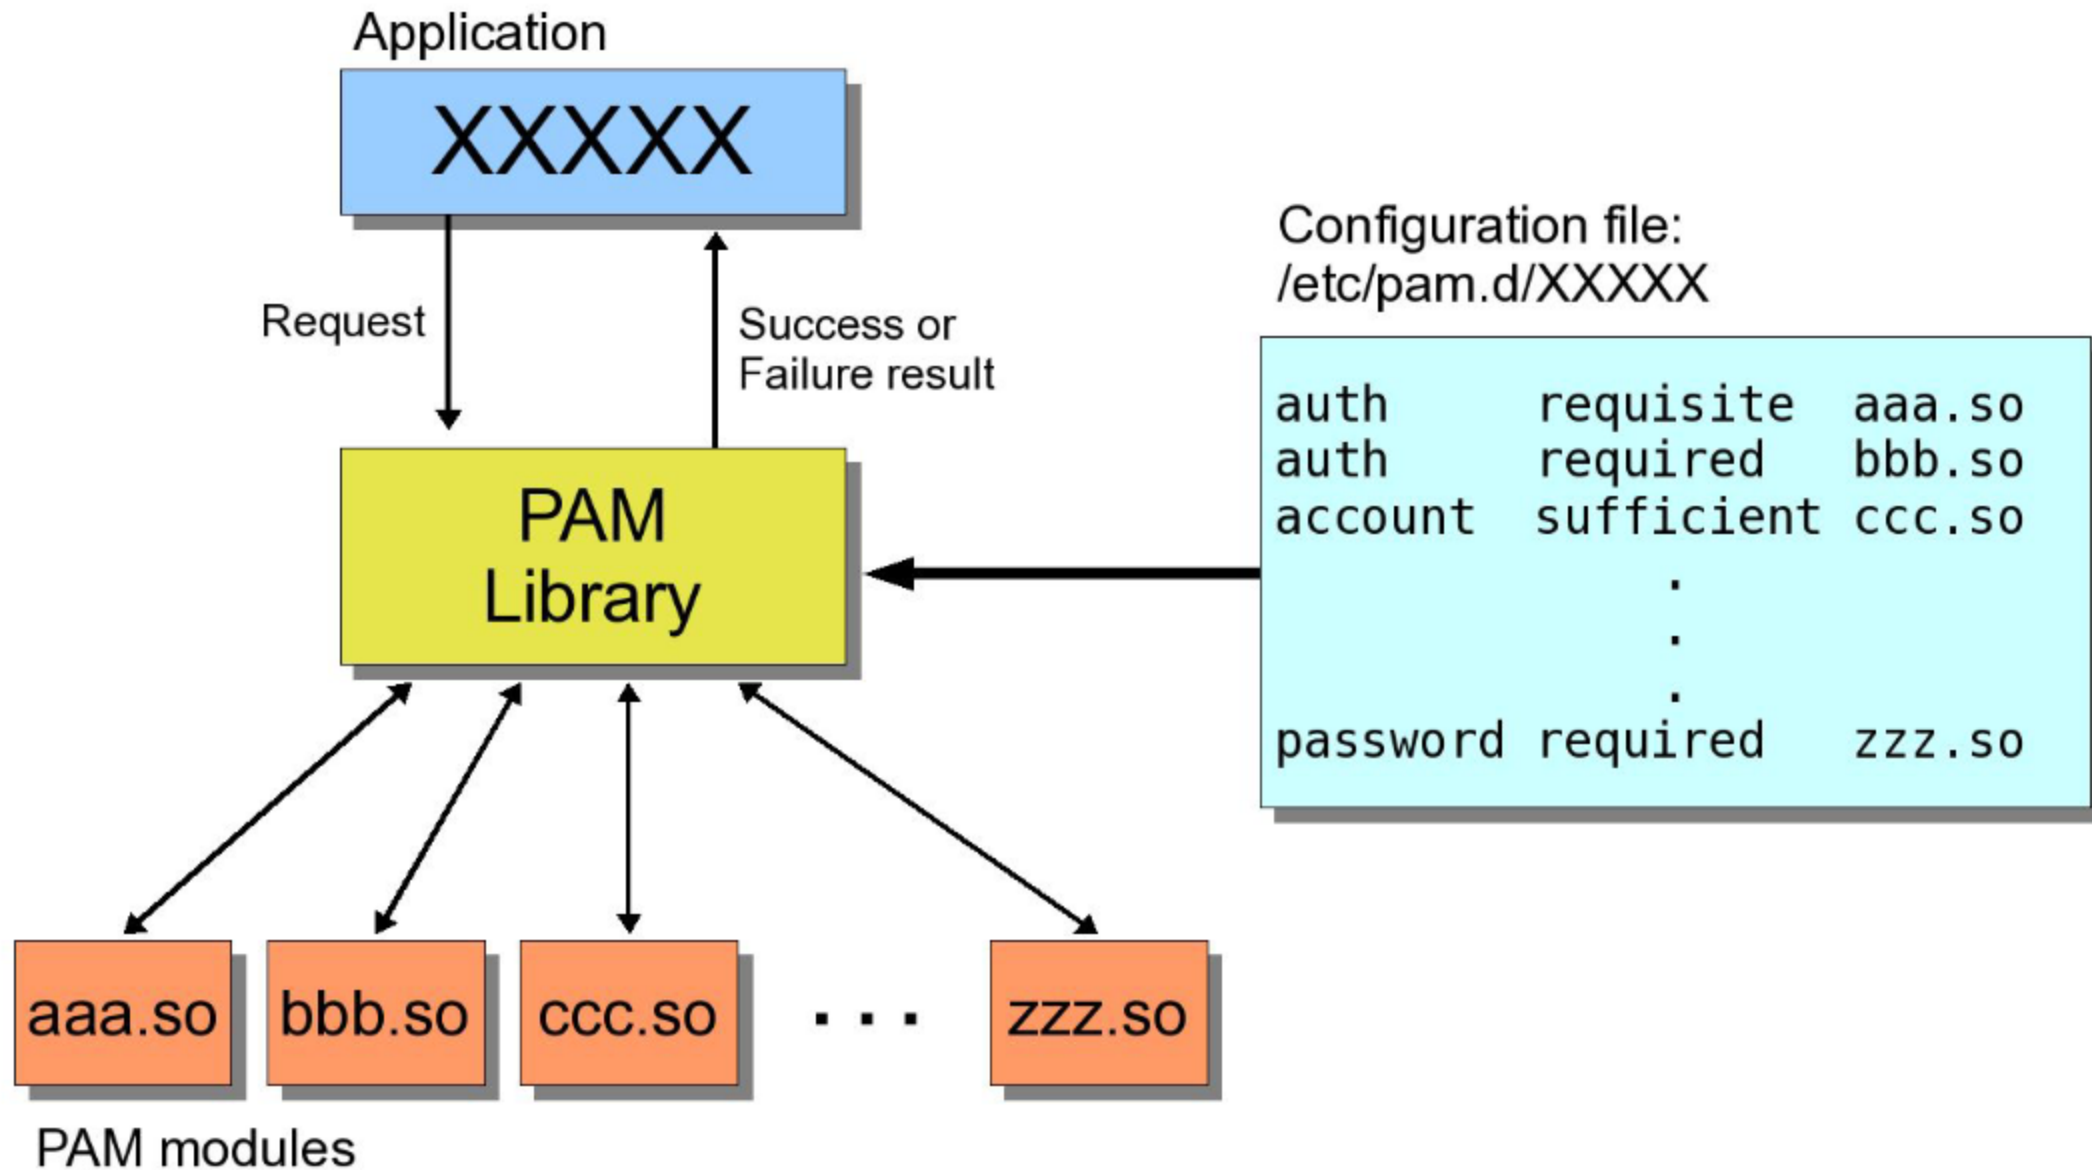 Application
XXXXX
Request
Success or
Failure result
PAM
Library
Configuration file:
/etc/pam.d/XXXXX
auth requisite aaa.so
auth required bbb.so
account sufficient ccc.so
.
.
.
password required zzz.so
aaa.so bbb.so ccc.so . . . zzz.so
PAM modules